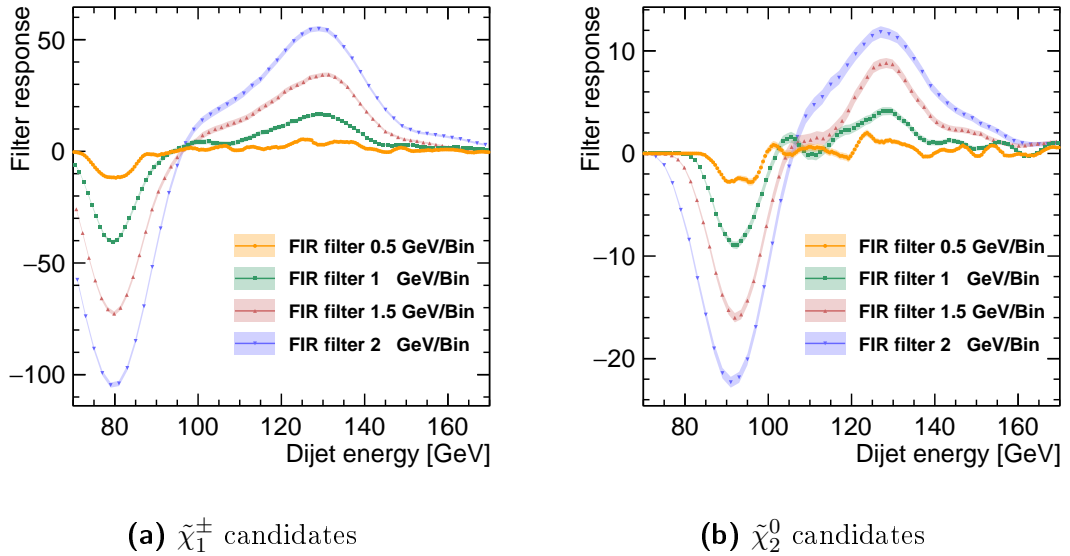 Filter response
50
0
−50
−100
80 100 120 140 160
Dijet energy [GeV]
FIR filter 0.5 GeV/Bin
FIR filter 1 GeV/Bin
FIR filter 1.5 GeV/Bin
FIR filter 2 GeV/Bin
(a) χ̃₁± candidates
Filter response
10
0
−10
−20
80 100 120 140 160
Dijet energy [GeV]
FIR filter 0.5 GeV/Bin
FIR filter 1 GeV/Bin
FIR filter 1.5 GeV/Bin
FIR filter 2 GeV/Bin
(b) χ̃₂⁰ candidates